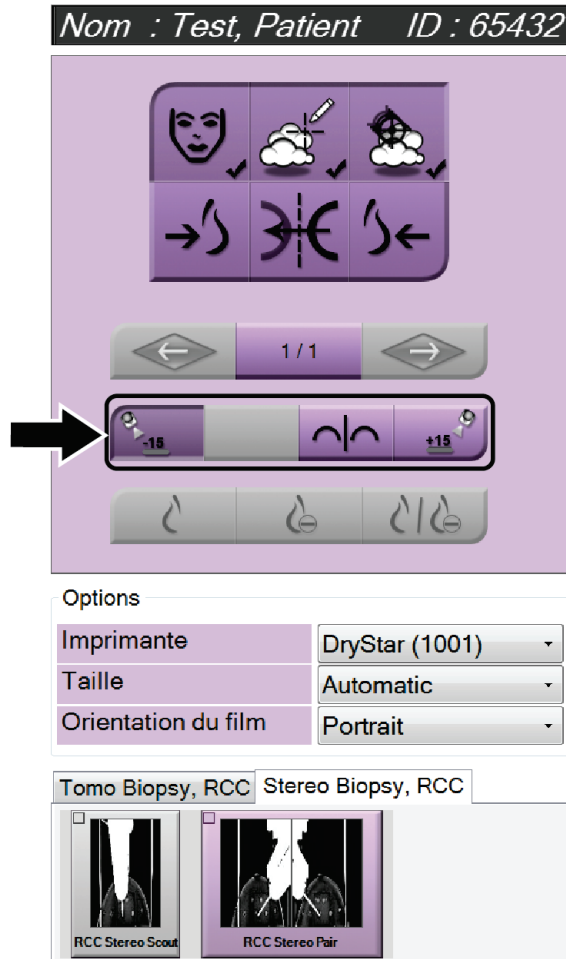 Nom : Test, Patient ID : 65432
1 / 1
-15 +15
Options
Imprimante DryStar (1001)
Taille Automatic
Orientation du film Portrait
Tomo Biopsy, RCC Stereo Biopsy, RCC
RCC Stereo Scout RCC Stereo Pair